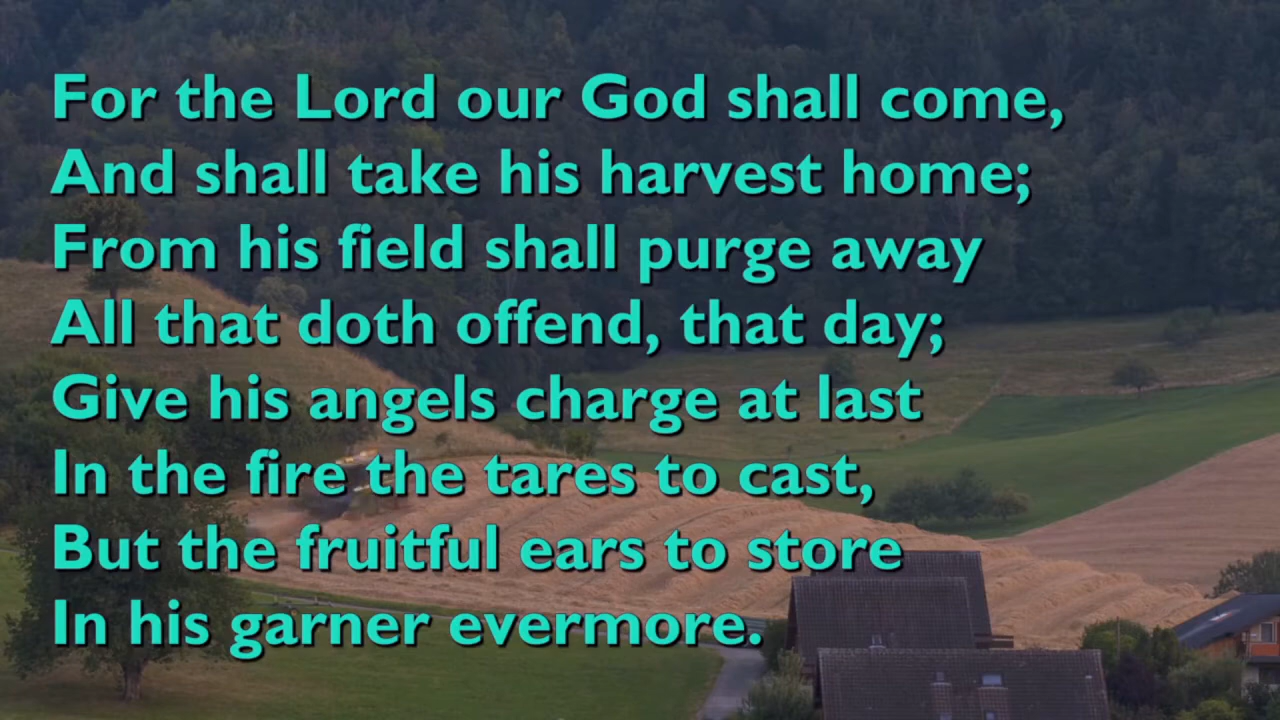 For the Lord our God shall come,
And shall take his harvest home;
From his field shall purge away
All that doth offend, that day;
Give his angels charge at last
In the fire the tares to cast,
But the fruitful ears to store
In his garner evermore.